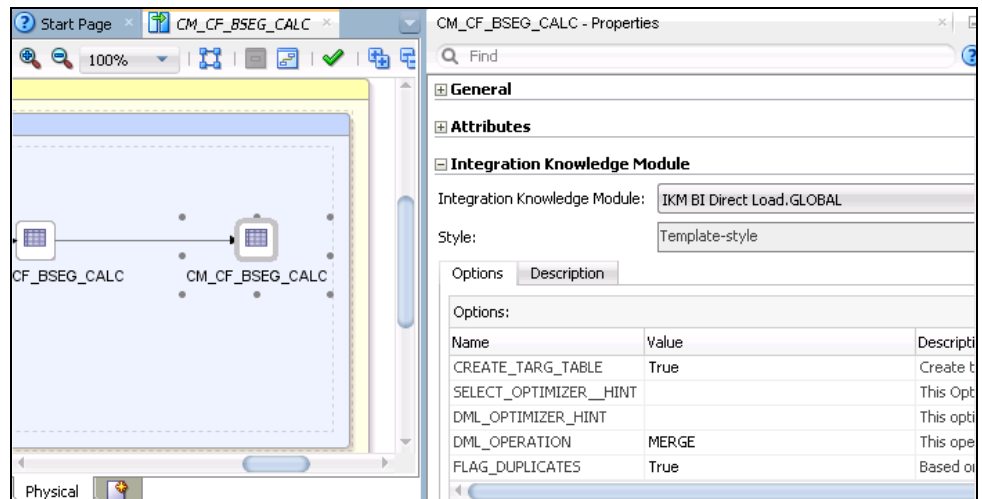 Start Page
CM_CF_BSEG_CALC
100%
CF_BSEG_CALC
CM_CF_BSEG_CALC
Physical
CM_CF_BSEG_CALC - Properties
Find
General
Attributes
Integration Knowledge Module
Integration Knowledge Module: IKM BI Direct Load.GLOBAL
Style: Template-style
Options Description
Options:
Name Value Descripti
CREATE_TARG_TABLE True Create t
SELECT_OPTIMIZER__HINT This Opt
DML_OPTIMIZER_HINT This opti
DML_OPERATION MERGE This ope
FLAG_DUPLICATES True Based o